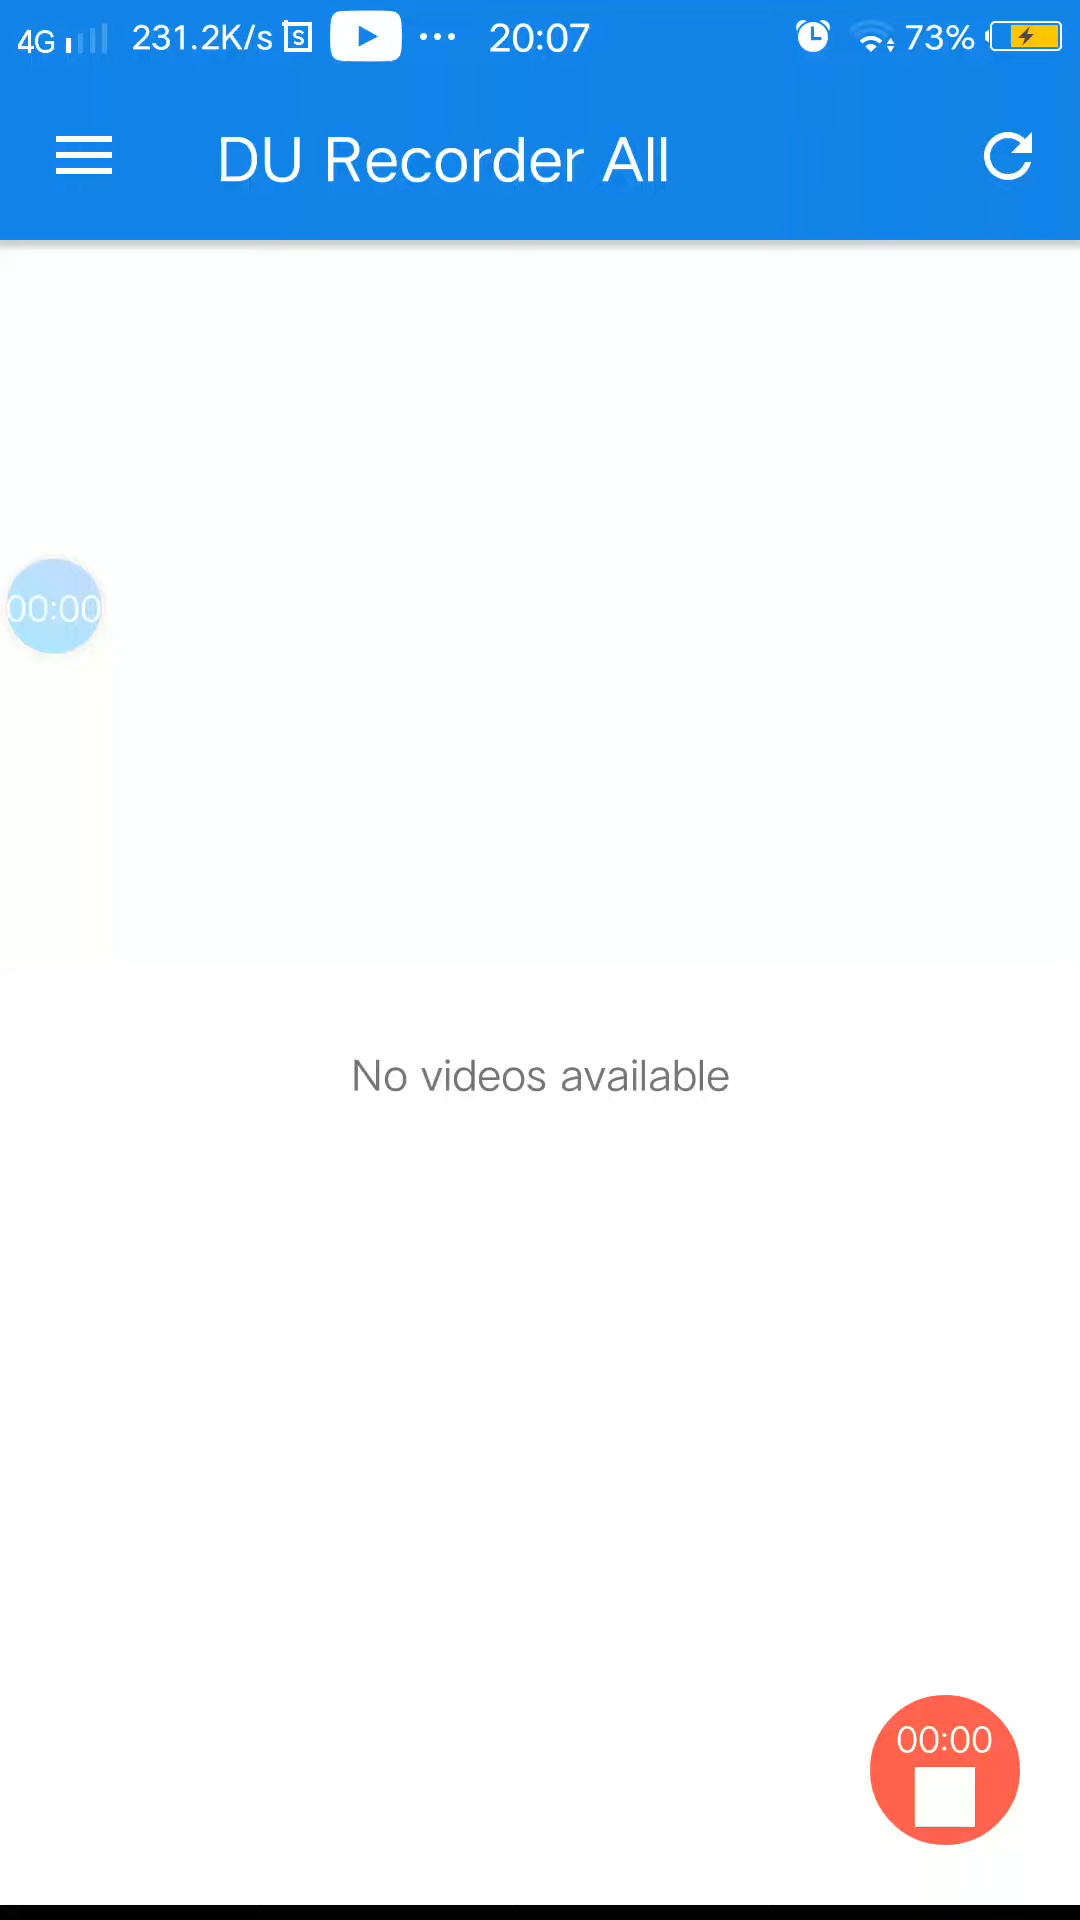 4G 231.2K/s S ... 20:07 73%
DU Recorder All
00:00
No videos available
00:00